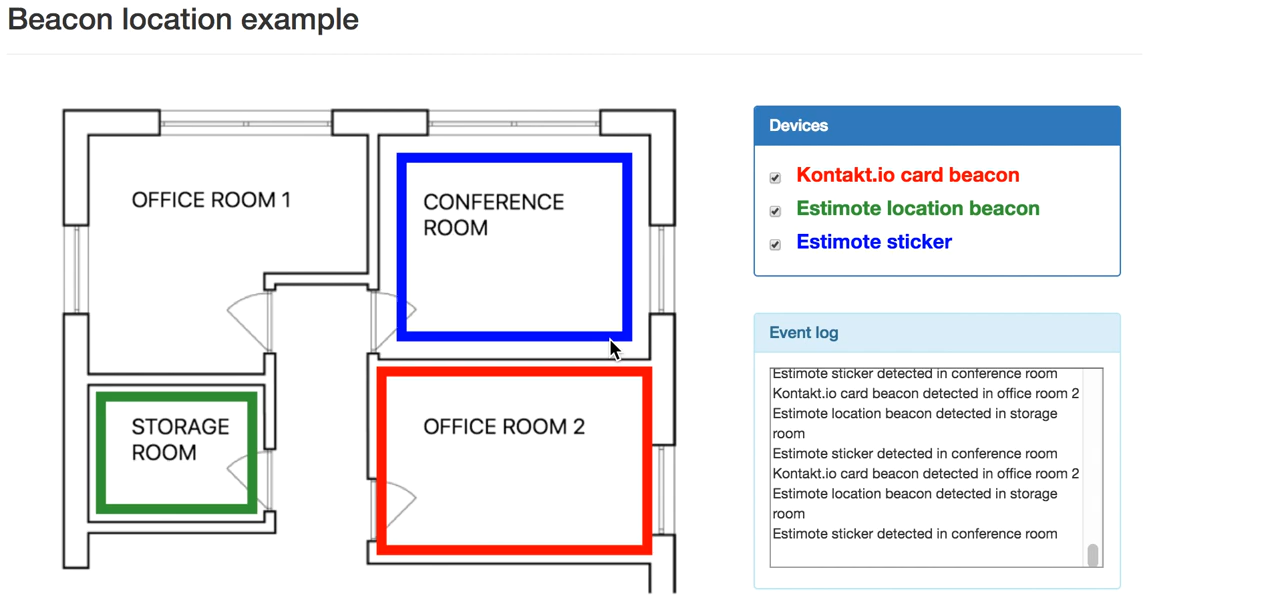 Beacon location example
OFFICE ROOM 1
CONFERENCE
ROOM
STORAGE
ROOM
OFFICE ROOM 2
Devices
Kontakt.io card beacon
Estimote location beacon
Estimote sticker
Event log
Estimote sticker detected in conference room
Kontakt.io card beacon detected in office room 2
Estimote location beacon detected in storage
room
Estimote sticker detected in conference room
Kontakt.io card beacon detected in office room 2
Estimote location beacon detected in storage
room
Estimote sticker detected in conference room